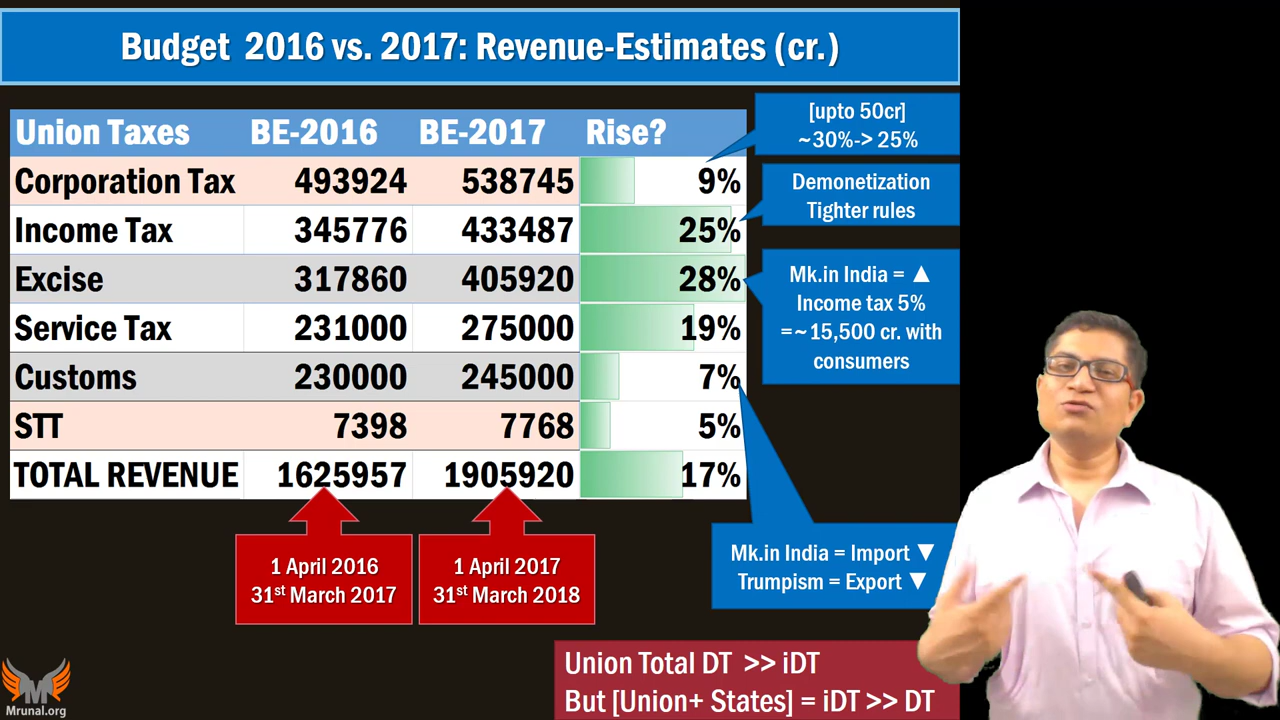 Budget 2016 vs. 2017: Revenue-Estimates (cr.)
Union Taxes BE-2016 BE-2017 Rise?
Corporation Tax 493924 538745 9%
Income Tax 345776 433487 25%
Excise 317860 405920 28%
Service Tax 231000 275000 19%
Customs 230000 245000 7%
STT 7398 7768 5%
TOTAL REVENUE 1625957 1905920 17%
[upto 50cr]
~30%-> 25%
Demonetization
Tighter rules
Mk.in India = ▲
Income tax 5%
=~15,500 cr. with
consumers
Mk.in India = Import ▼
Trumpism = Export ▼
1 April 2016
31st March 2017
1 April 2017
31st March 2018
Union Total DT >> iDT
But [Union+ States] = iDT >> DT
M
Mrunal.org